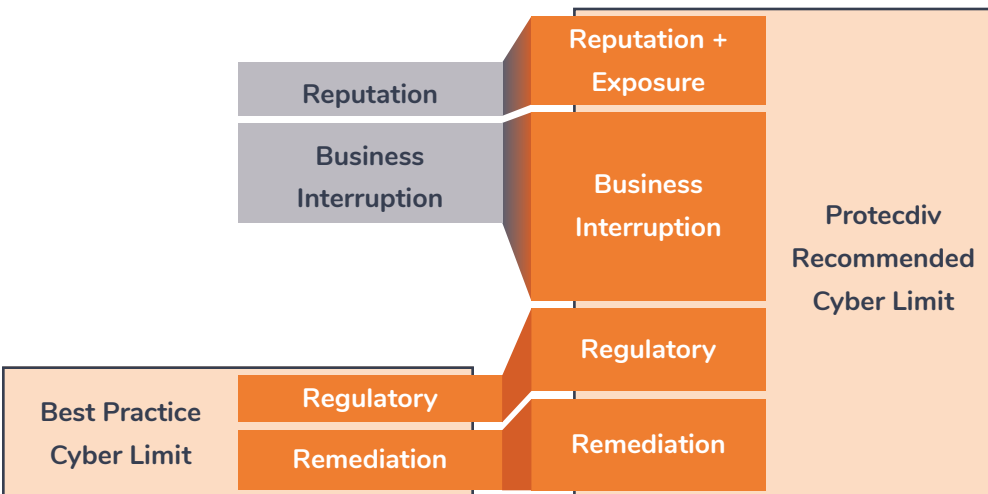 Reputation
Business
Interruption
Best Practice
Cyber Limit
Regulatory
Remediation
Reputation +
Exposure
Business
Interruption
Regulatory
Remediation
Protecdiv
Recommended
Cyber Limit